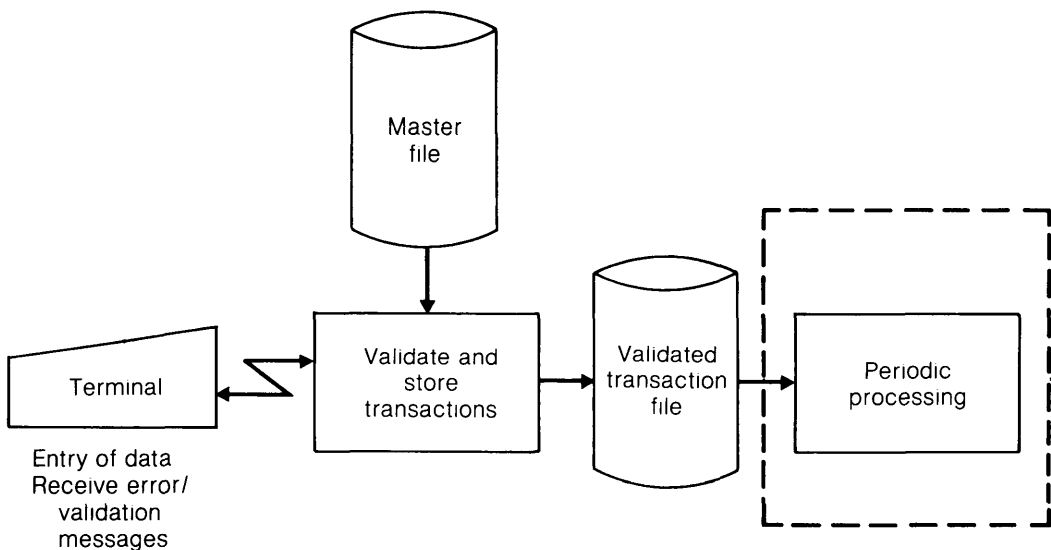 Master
file
Terminal
Validate and
store
transactions
Validated
transaction
file
Periodic
processing
Entry of data
Receive error/
validation
messages